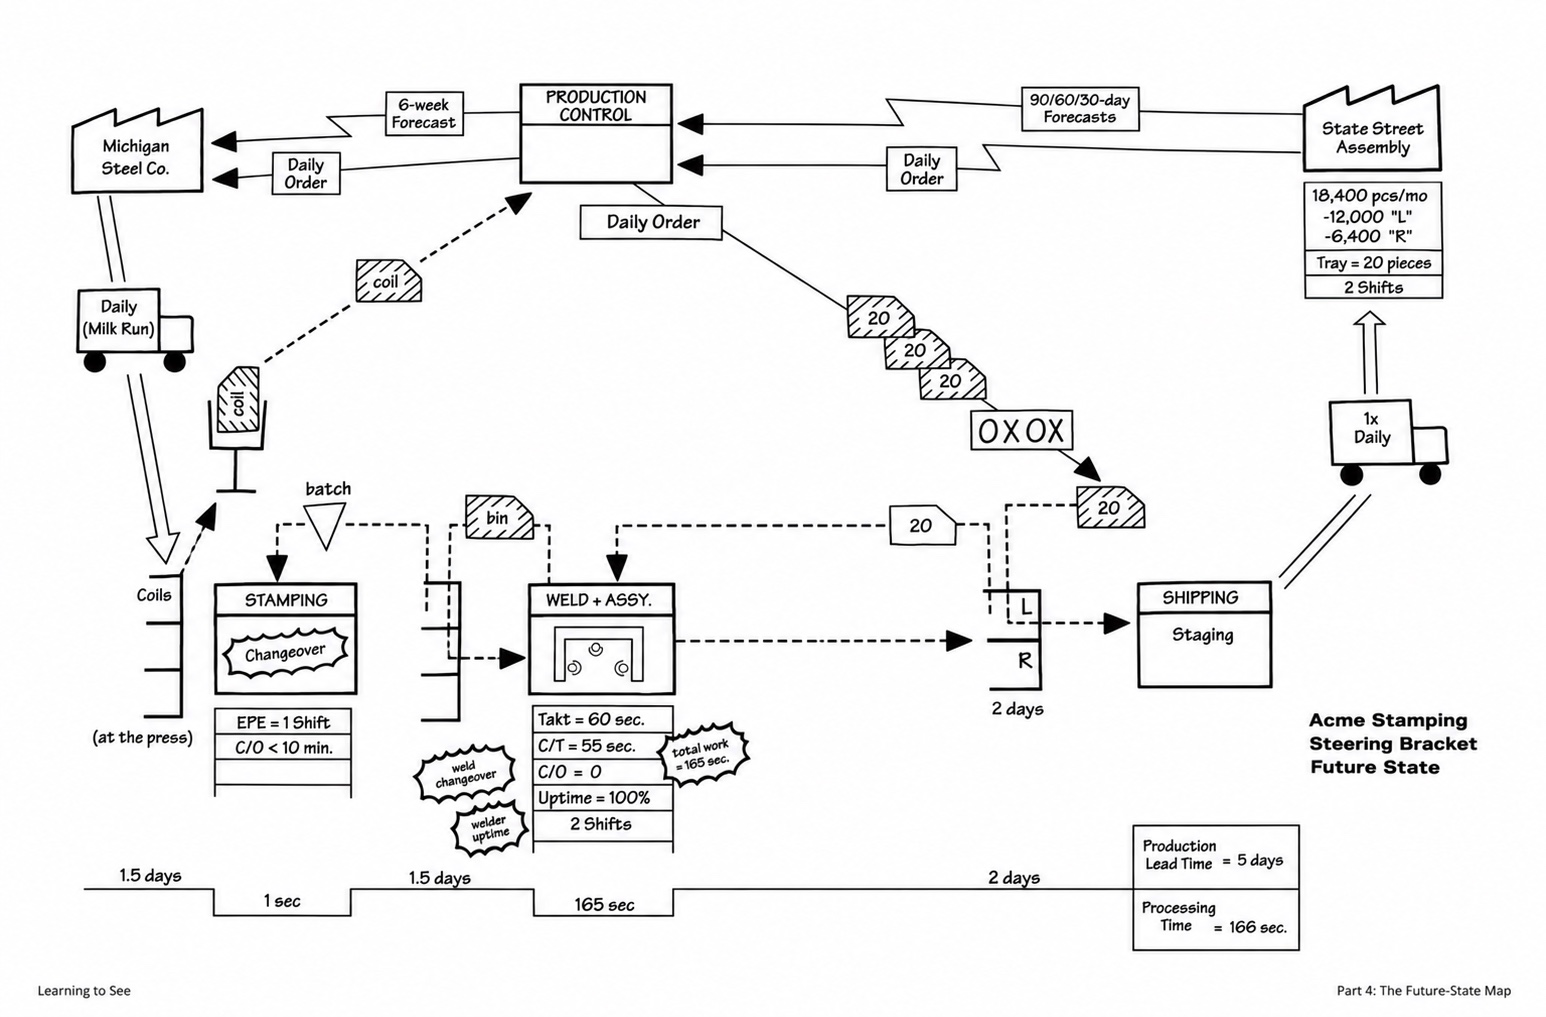 6-week
Forecast
PRODUCTION
CONTROL
90/60/30-day
Forecasts
Michigan
Steel Co.
Daily
Order
Daily
Order
State Street
Assembly
18,400 pcs/mo
-12,000 "L"
-6,400 "R"
Tray = 20 pieces
2 Shifts
Daily Order
coil
Daily
(Milk Run)
20
20
20
coil
OXOX
1x
Daily
batch
bin
20
20
Coils
STAMPING
Changeover
WELD + ASSY.
L
R
SHIPPING
Staging
2 days
(at the press)
EPE = 1 Shift
C/O < 10 min.
Takt = 60 sec.
C/T = 55 sec.
C/O = 0
Uptime = 100%
2 Shifts
total work
= 165 sec.
weld
changeover
welder
uptime
Acme Stamping
Steering Bracket
Future State
1.5 days
1 sec
1.5 days
165 sec
2 days
Production
Lead Time = 5 days
Processing
Time = 166 sec.
Learning to See
Part 4: The Future-State Map